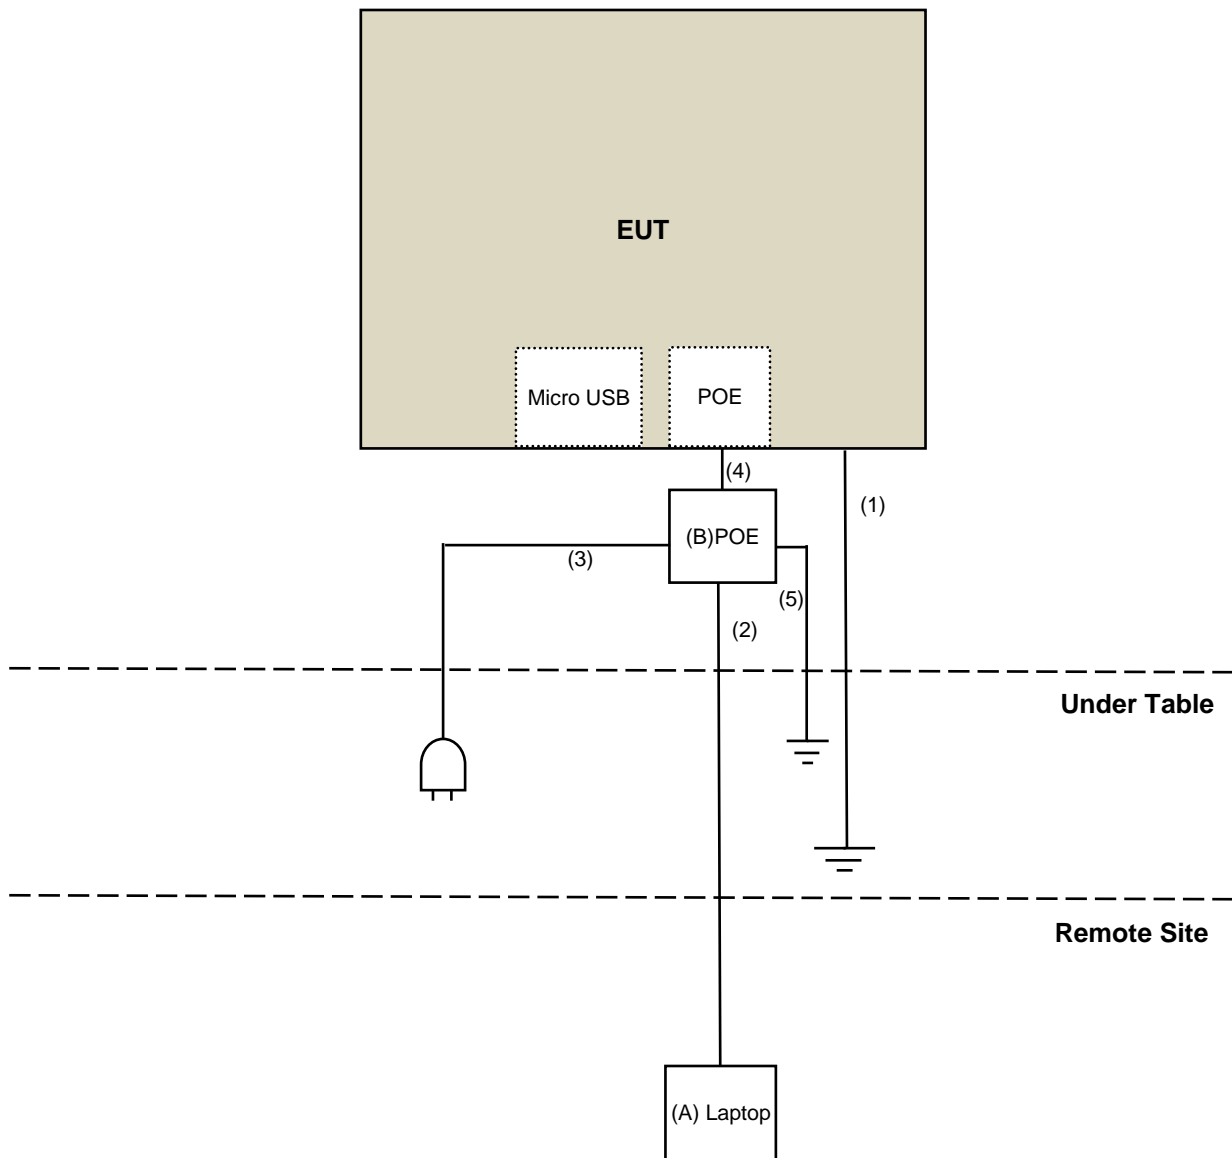 EUT
Micro USB
POE
(4)
(1)
(B)POE
(3)
(5)
(2)
Under Table
Remote Site
(A) Laptop